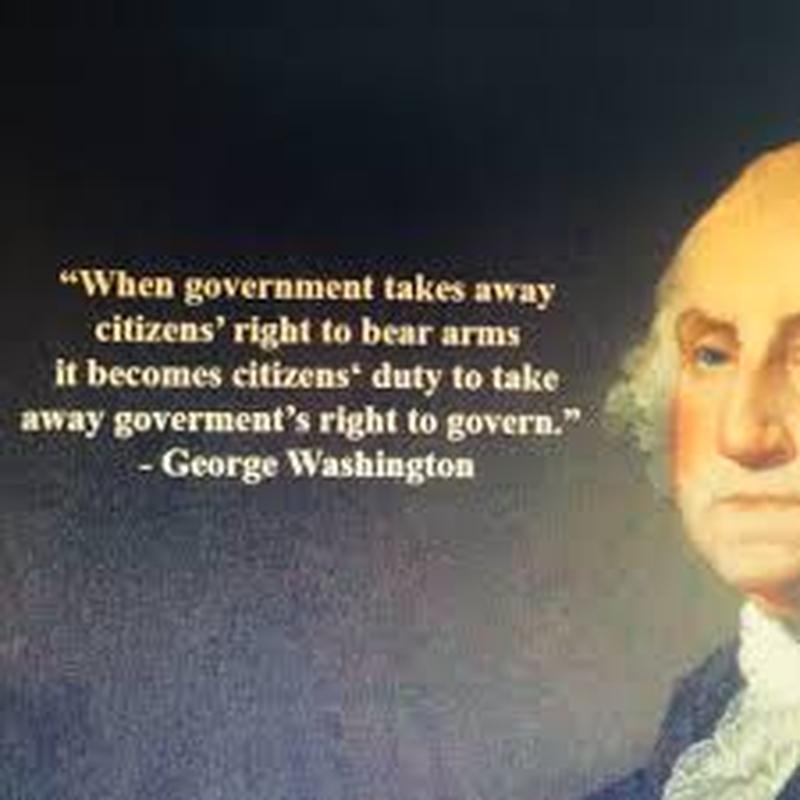 “When government takes away
citizens’ right to bear arms
it becomes citizens‘ duty to take
away goverment’s right to govern.”
- George Washington